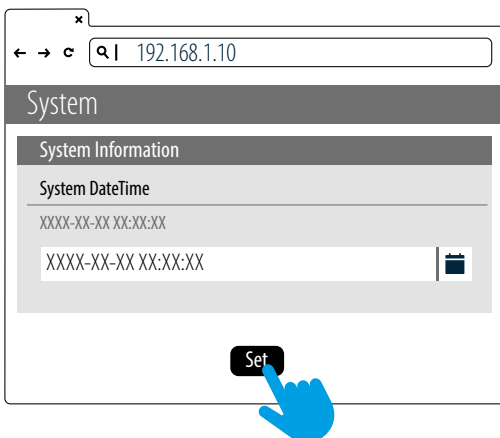 192.168.1.10
System
System Information
System DateTime
XXXX-XX-XX XX:XX:XX
XXXX-XX-XX XX:XX:XX
Set